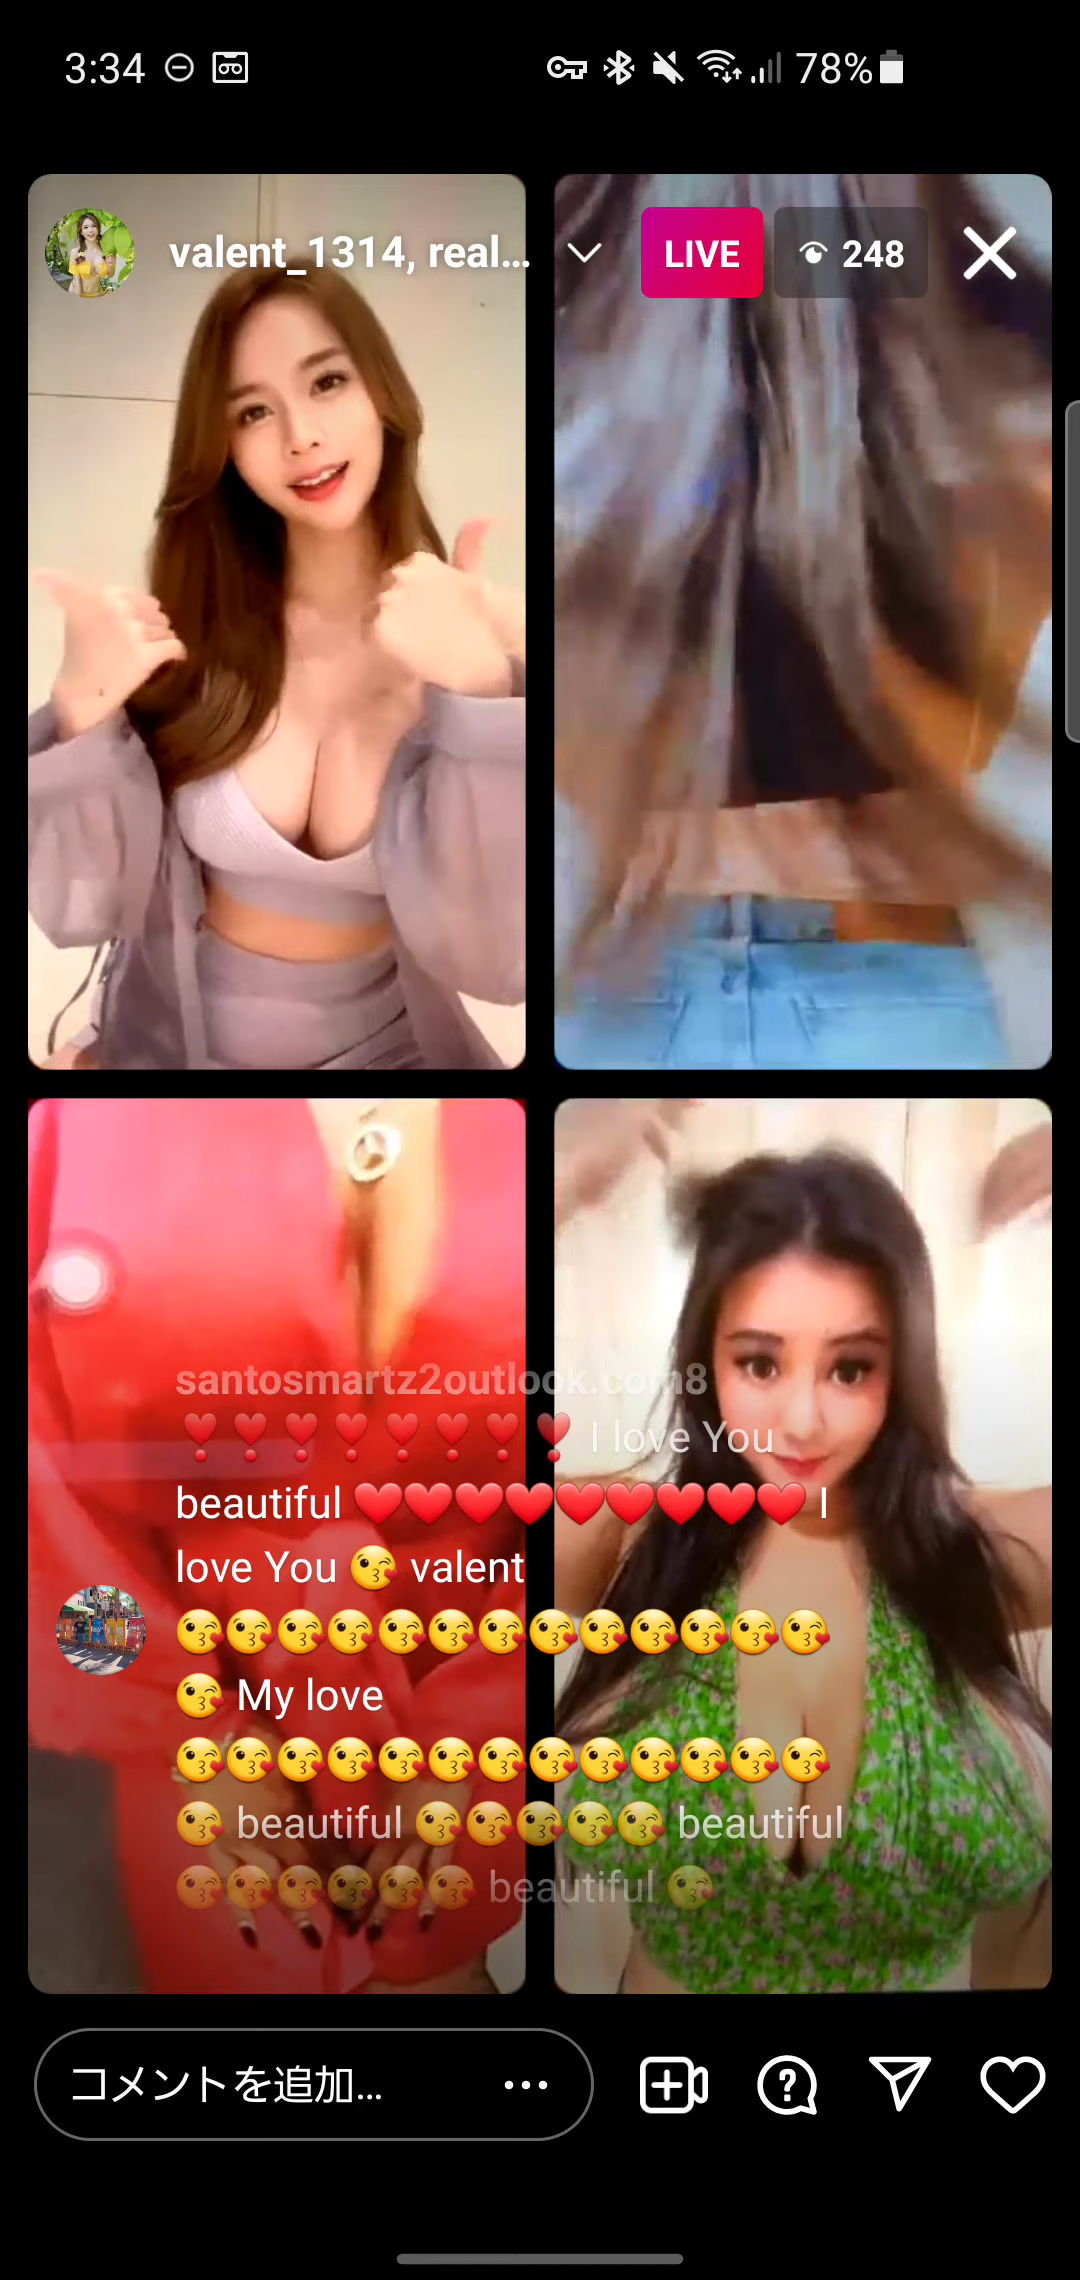 3:34 78%
valent_1314, real... LIVE 248
santosmartz2outlook.com8
❣❣❣❣❣❣❣❣ I love You
beautiful ❤❤❤❤❤❤❤❤❤ I
love You 😘 valent
😘😘😘😘😘😘😘😘😘😘😘😘😘
😘 My love
😘😘😘😘😘😘😘😘😘😘😘😘😘
😘 beautiful 😘😘😘😘😘 beautiful
😘😘😘😘😘😘 beautiful 😘
コメントを追加...